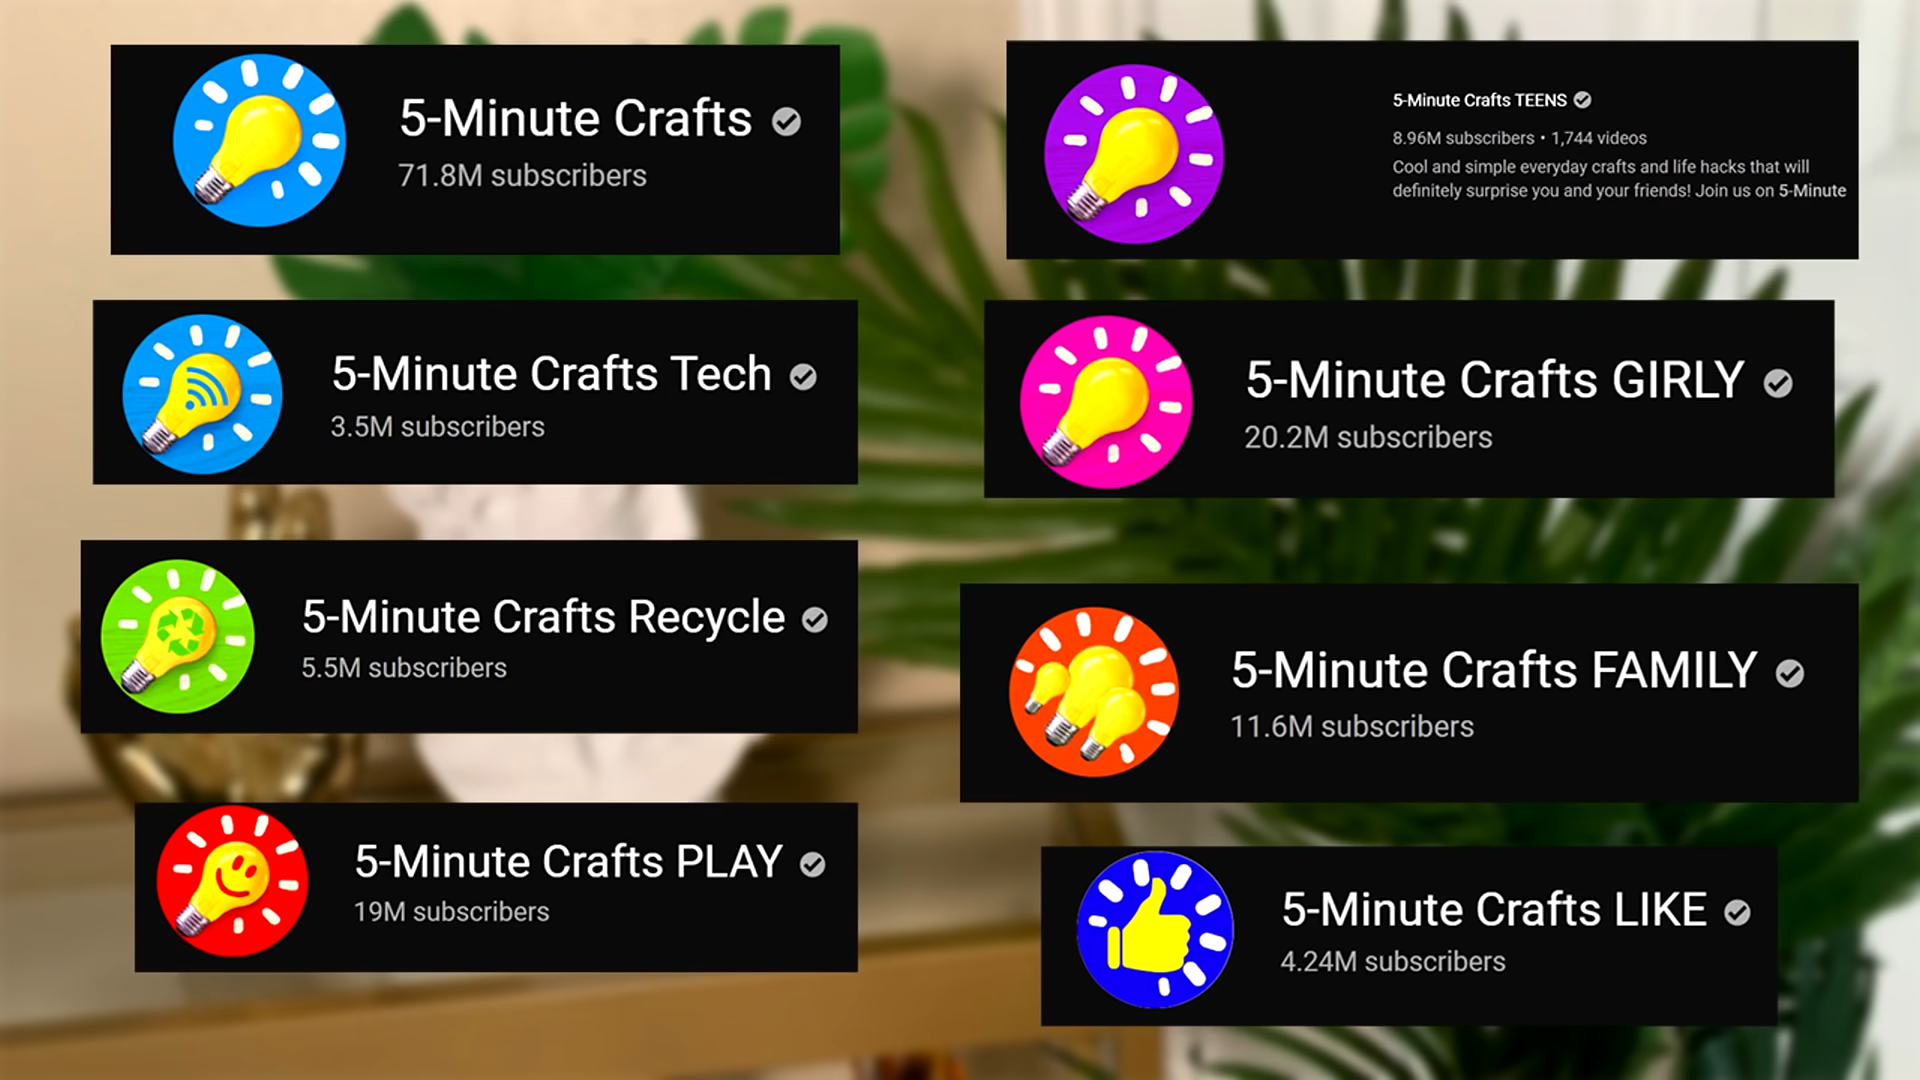 5-Minute Crafts
71.8M subscribers
5-Minute Crafts Tech
3.5M subscribers
5-Minute Crafts Recycle
5.5M subscribers
5-Minute Crafts PLAY
19M subscribers
5-Minute Crafts TEENS
8.96M subscribers • 1,744 videos
Cool and simple everyday crafts and life hacks that will
definitely surprise you and your friends! Join us on 5-Minute
5-Minute Crafts GIRLY
20.2M subscribers
5-Minute Crafts FAMILY
11.6M subscribers
5-Minute Crafts LIKE
4.24M subscribers